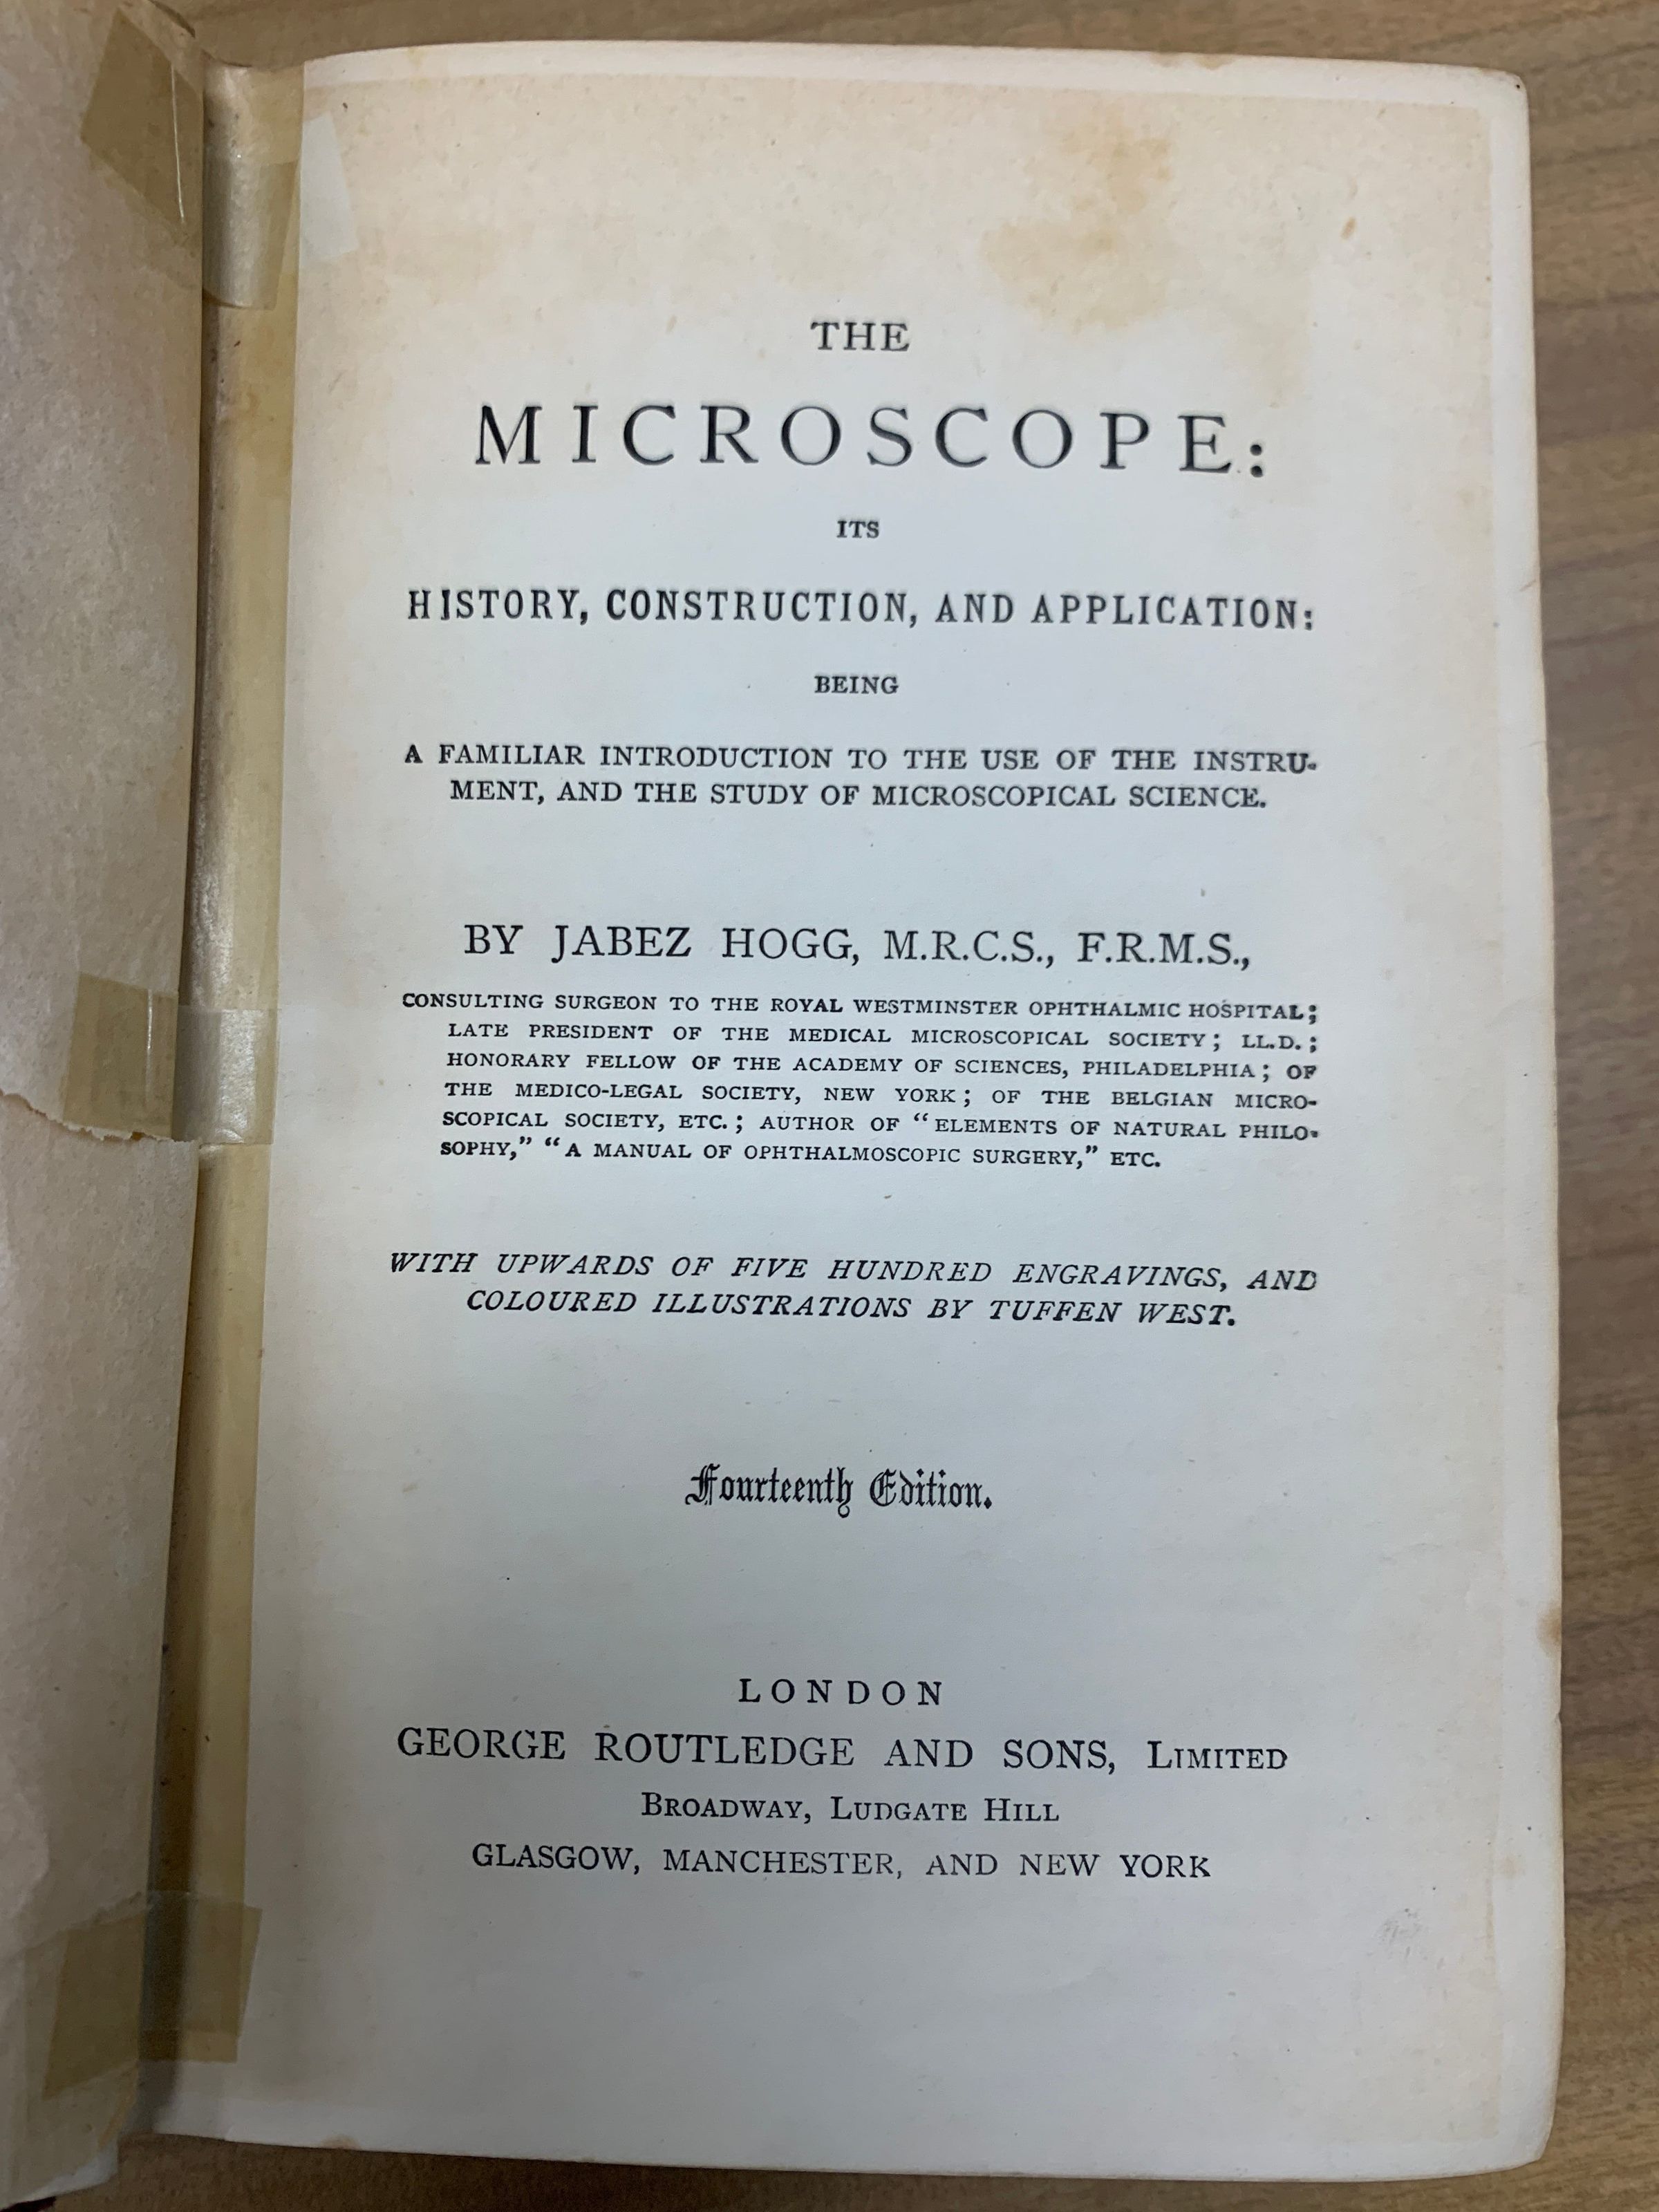 THE
MICROSCOPE:
ITS
HISTORY, CONSTRUCTION, AND APPLICATION:
BEING
A FAMILIAR INTRODUCTION TO THE USE OF THE INSTRU-
MENT, AND THE STUDY OF MICROSCOPICAL SCIENCE.
BY JABEZ HOGG, M.R.C.S., F.R.M.S.,
CONSULTING SURGEON TO THE ROYAL WESTMINSTER OPHTHALMIC HOSPITAL;
LATE PRESIDENT OF THE MEDICAL MICROSCOPICAL SOCIETY; LL.D.;
HONORARY FELLOW OF THE ACADEMY OF SCIENCES, PHILADELPHIA; OF
THE MEDICO-LEGAL SOCIETY, NEW YORK; OF THE BELGIAN MICRO-
SCOPICAL SOCIETY, ETC.; AUTHOR OF "ELEMENTS OF NATURAL PHILO-
SOPHY," "A MANUAL OF OPHTHALMOSCOPIC SURGERY," ETC.
WITH UPWARDS OF FIVE HUNDRED ENGRAVINGS, AND
COLOURED ILLUSTRATIONS BY TUFFEN WEST.
Fourteenth Edition.
LONDON
GEORGE ROUTLEDGE AND SONS, LIMITED
BROADWAY, LUDGATE HILL
GLASGOW, MANCHESTER, AND NEW YORK